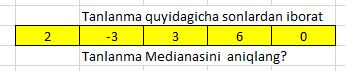 Tanlanma quyidagicha sonlardan iborat
2 -3 3 6 0
Tanlanma Medianasini aniqlang?